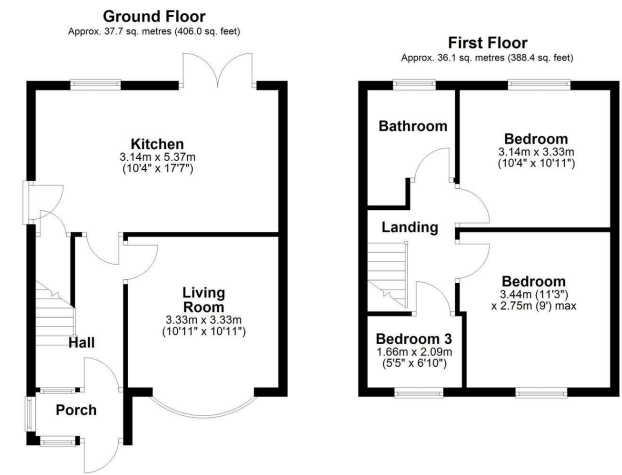 Ground Floor
Approx. 37.7 sq. metres (406.0 sq. feet)
Kitchen
3.14m x 5.37m
(10'4" x 17'7")
Living
Room
3.33m x 3.33m
(10'11" x 10'11")
Hall
Porch
First Floor
Approx. 36.1 sq. metres (388.4 sq. feet)
Bathroom
Bedroom
3.14m x 3.33m
(10'4" x 10'11")
Landing
Bedroom
3.44m (11'3")
x 2.75m (9') max
Bedroom 3
1.66m x 2.09m
(5'5" x 6'10")